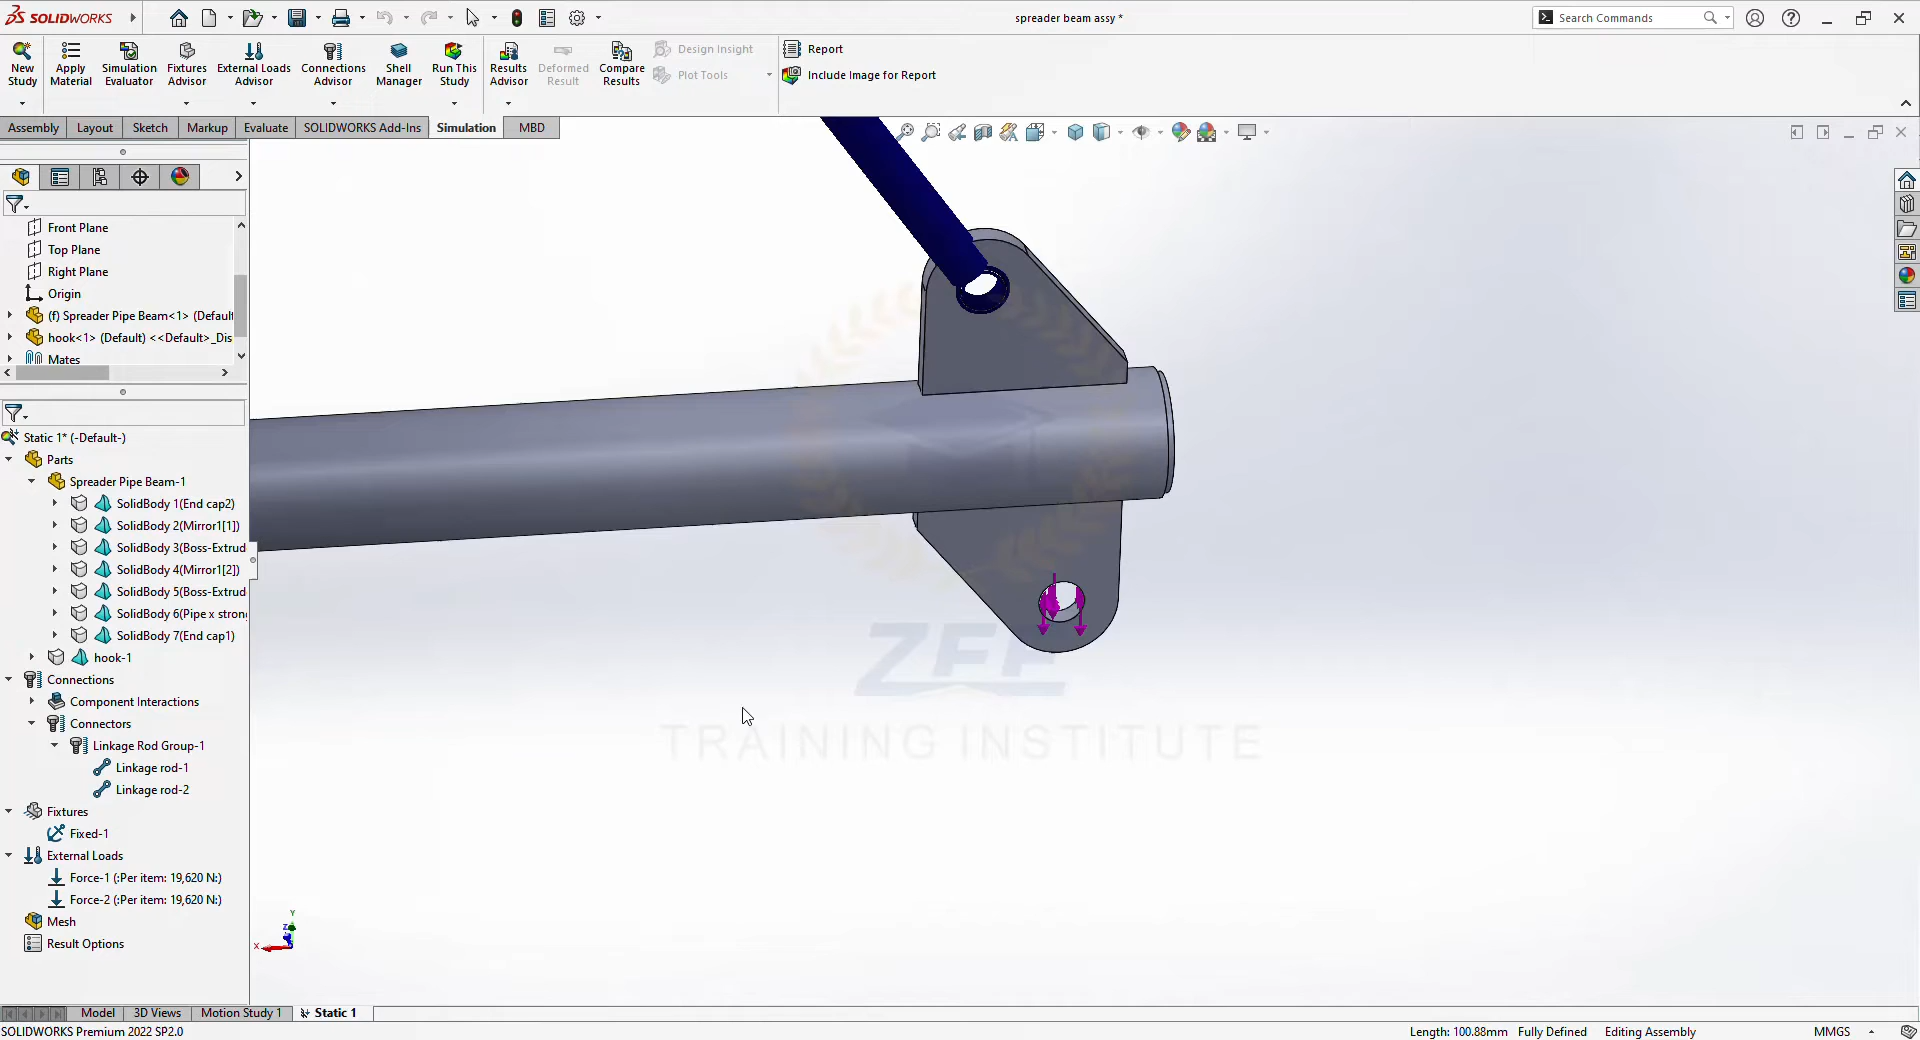 SOLIDWORKS
spreader beam assy *
Search Commands
New Study
Apply Material
Simulation Evaluator
Fixtures Advisor
External Loads Advisor
Connections Advisor
Shell Manager
Run This Study
Results Advisor
Deformed Result
Compare Results
Design Insight
Plot Tools
Report
Include Image for Report
Assembly
Layout
Sketch
Markup
Evaluate
SOLIDWORKS Add-Ins
Simulation
MBD
Front Plane
Top Plane
Right Plane
Origin
(f) Spreader Pipe Beam<1> (Default
hook<1> (Default) <<Default>_Dis
Mates
Static 1* (-Default-)
Parts
Spreader Pipe Beam-1
SolidBody 1(End cap2)
SolidBody 2(Mirror1[1])
SolidBody 3(Boss-Extrud
SolidBody 4(Mirror1[2])
SolidBody 5(Boss-Extrud
SolidBody 6(Pipe x stron
SolidBody 7(End cap1)
hook-1
Connections
Component Interactions
Connectors
Linkage Rod Group-1
Linkage rod-1
Linkage rod-2
Fixtures
Fixed-1
External Loads
Force-1 (:Per item: 19,620 N:)
Force-2 (:Per item: 19,620 N:)
Mesh
Result Options
ZEE
TRAINING INSTITUTE
Y
Z
X
Model
3D Views
Motion Study 1
Static 1
SOLIDWORKS Premium 2022 SP2.0
Length: 100.88mm
Fully Defined
Editing Assembly
MMGS